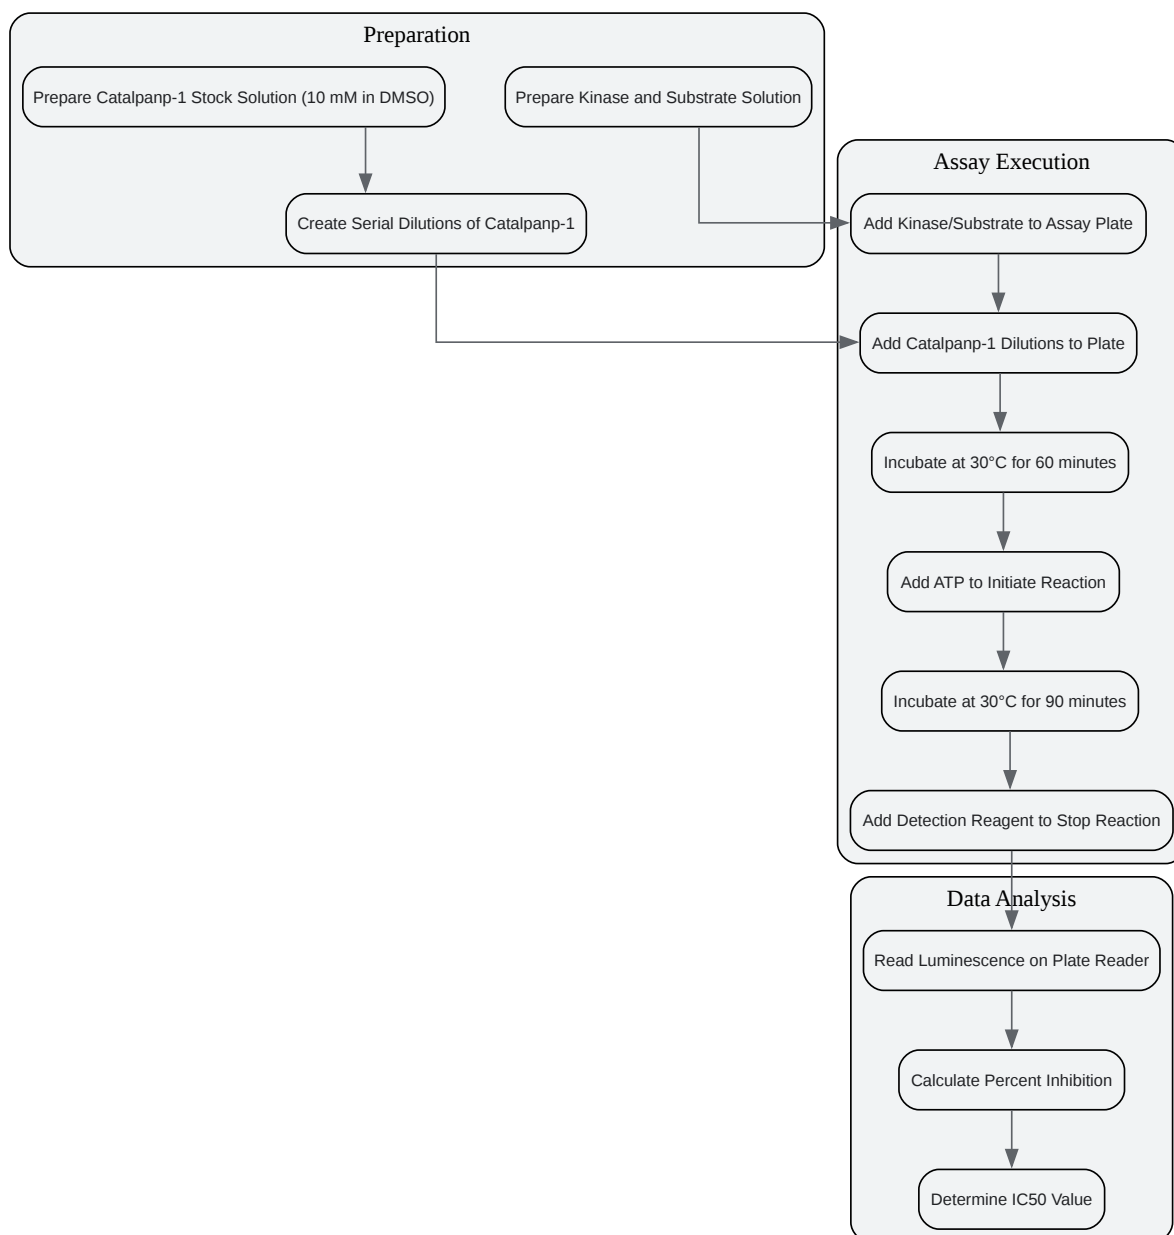 Preparation
Prepare Catalpanp-1 Stock Solution (10 mM in DMSO)
Prepare Kinase and Substrate Solution
Create Serial Dilutions of Catalpanp-1
Assay Execution
Add Kinase/Substrate to Assay Plate
Add Catalpanp-1 Dilutions to Plate
Incubate at 30°C for 60 minutes
Add ATP to Initiate Reaction
Incubate at 30°C for 90 minutes
Add Detection Reagent to Stop Reaction
Data Analysis
Read Luminescence on Plate Reader
Calculate Percent Inhibition
Determine IC50 Value